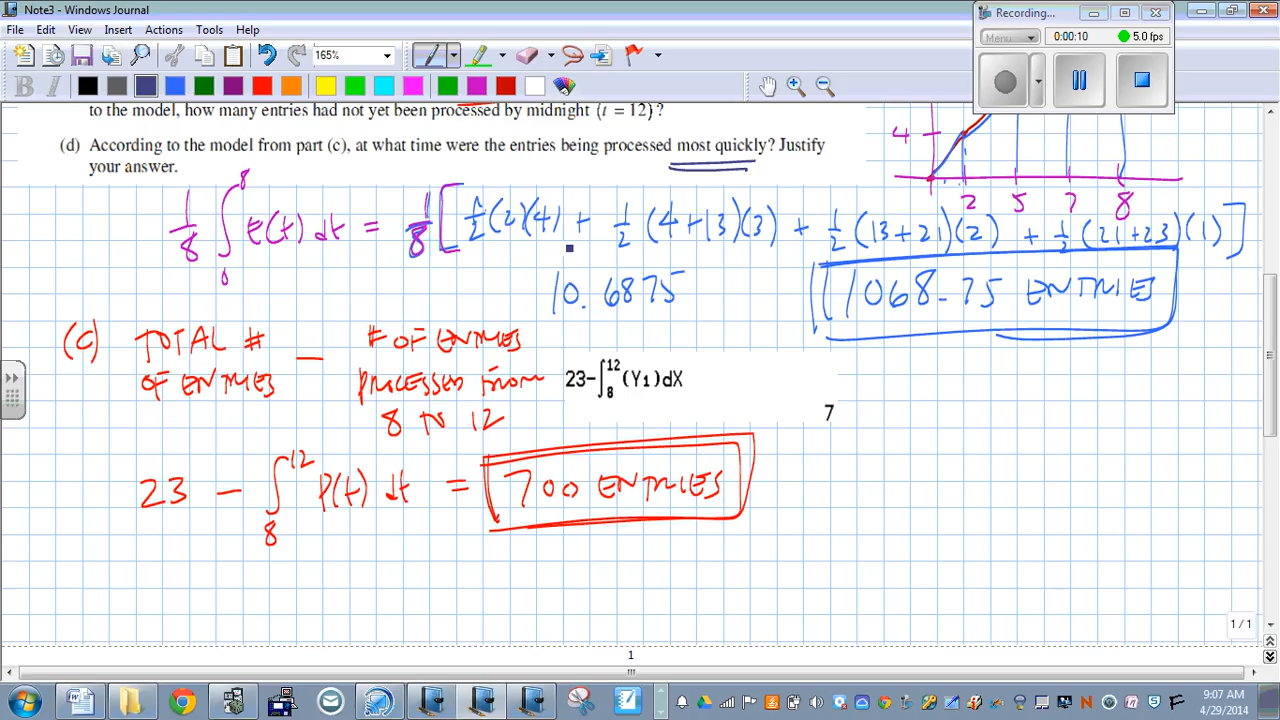 Note3 - Windows Journal
Recording...
File Edit View Insert Actions Tools Help
Menu 0:00:10 5.0 fps
165%
to the model, how many entries had not yet been processed by midnight (t = 12)?
(d) According to the model from part (c), at what time were the entries being processed most quickly? Justify
your answer.
4
2 5 7 8
1/8 ∫₀⁸ E(t) dt = 1/8 [ 1/2 (2)(4) + 1/2 (4+13)(3) + 1/2 (13+21)(2) + 1/2 (21+23)(1) ]
10.6875 1068.75 ENTRIES
(C) TOTAL # — # OF ENTRIES
OF ENTRIES PROCESSED FROM
8 TO 12
23-∫₈¹²(Y₁)dX
7
23 - ∫₈¹² P(t) dt = 700 ENTRIES
1 / 1
1
9:07 AM
4/29/2014